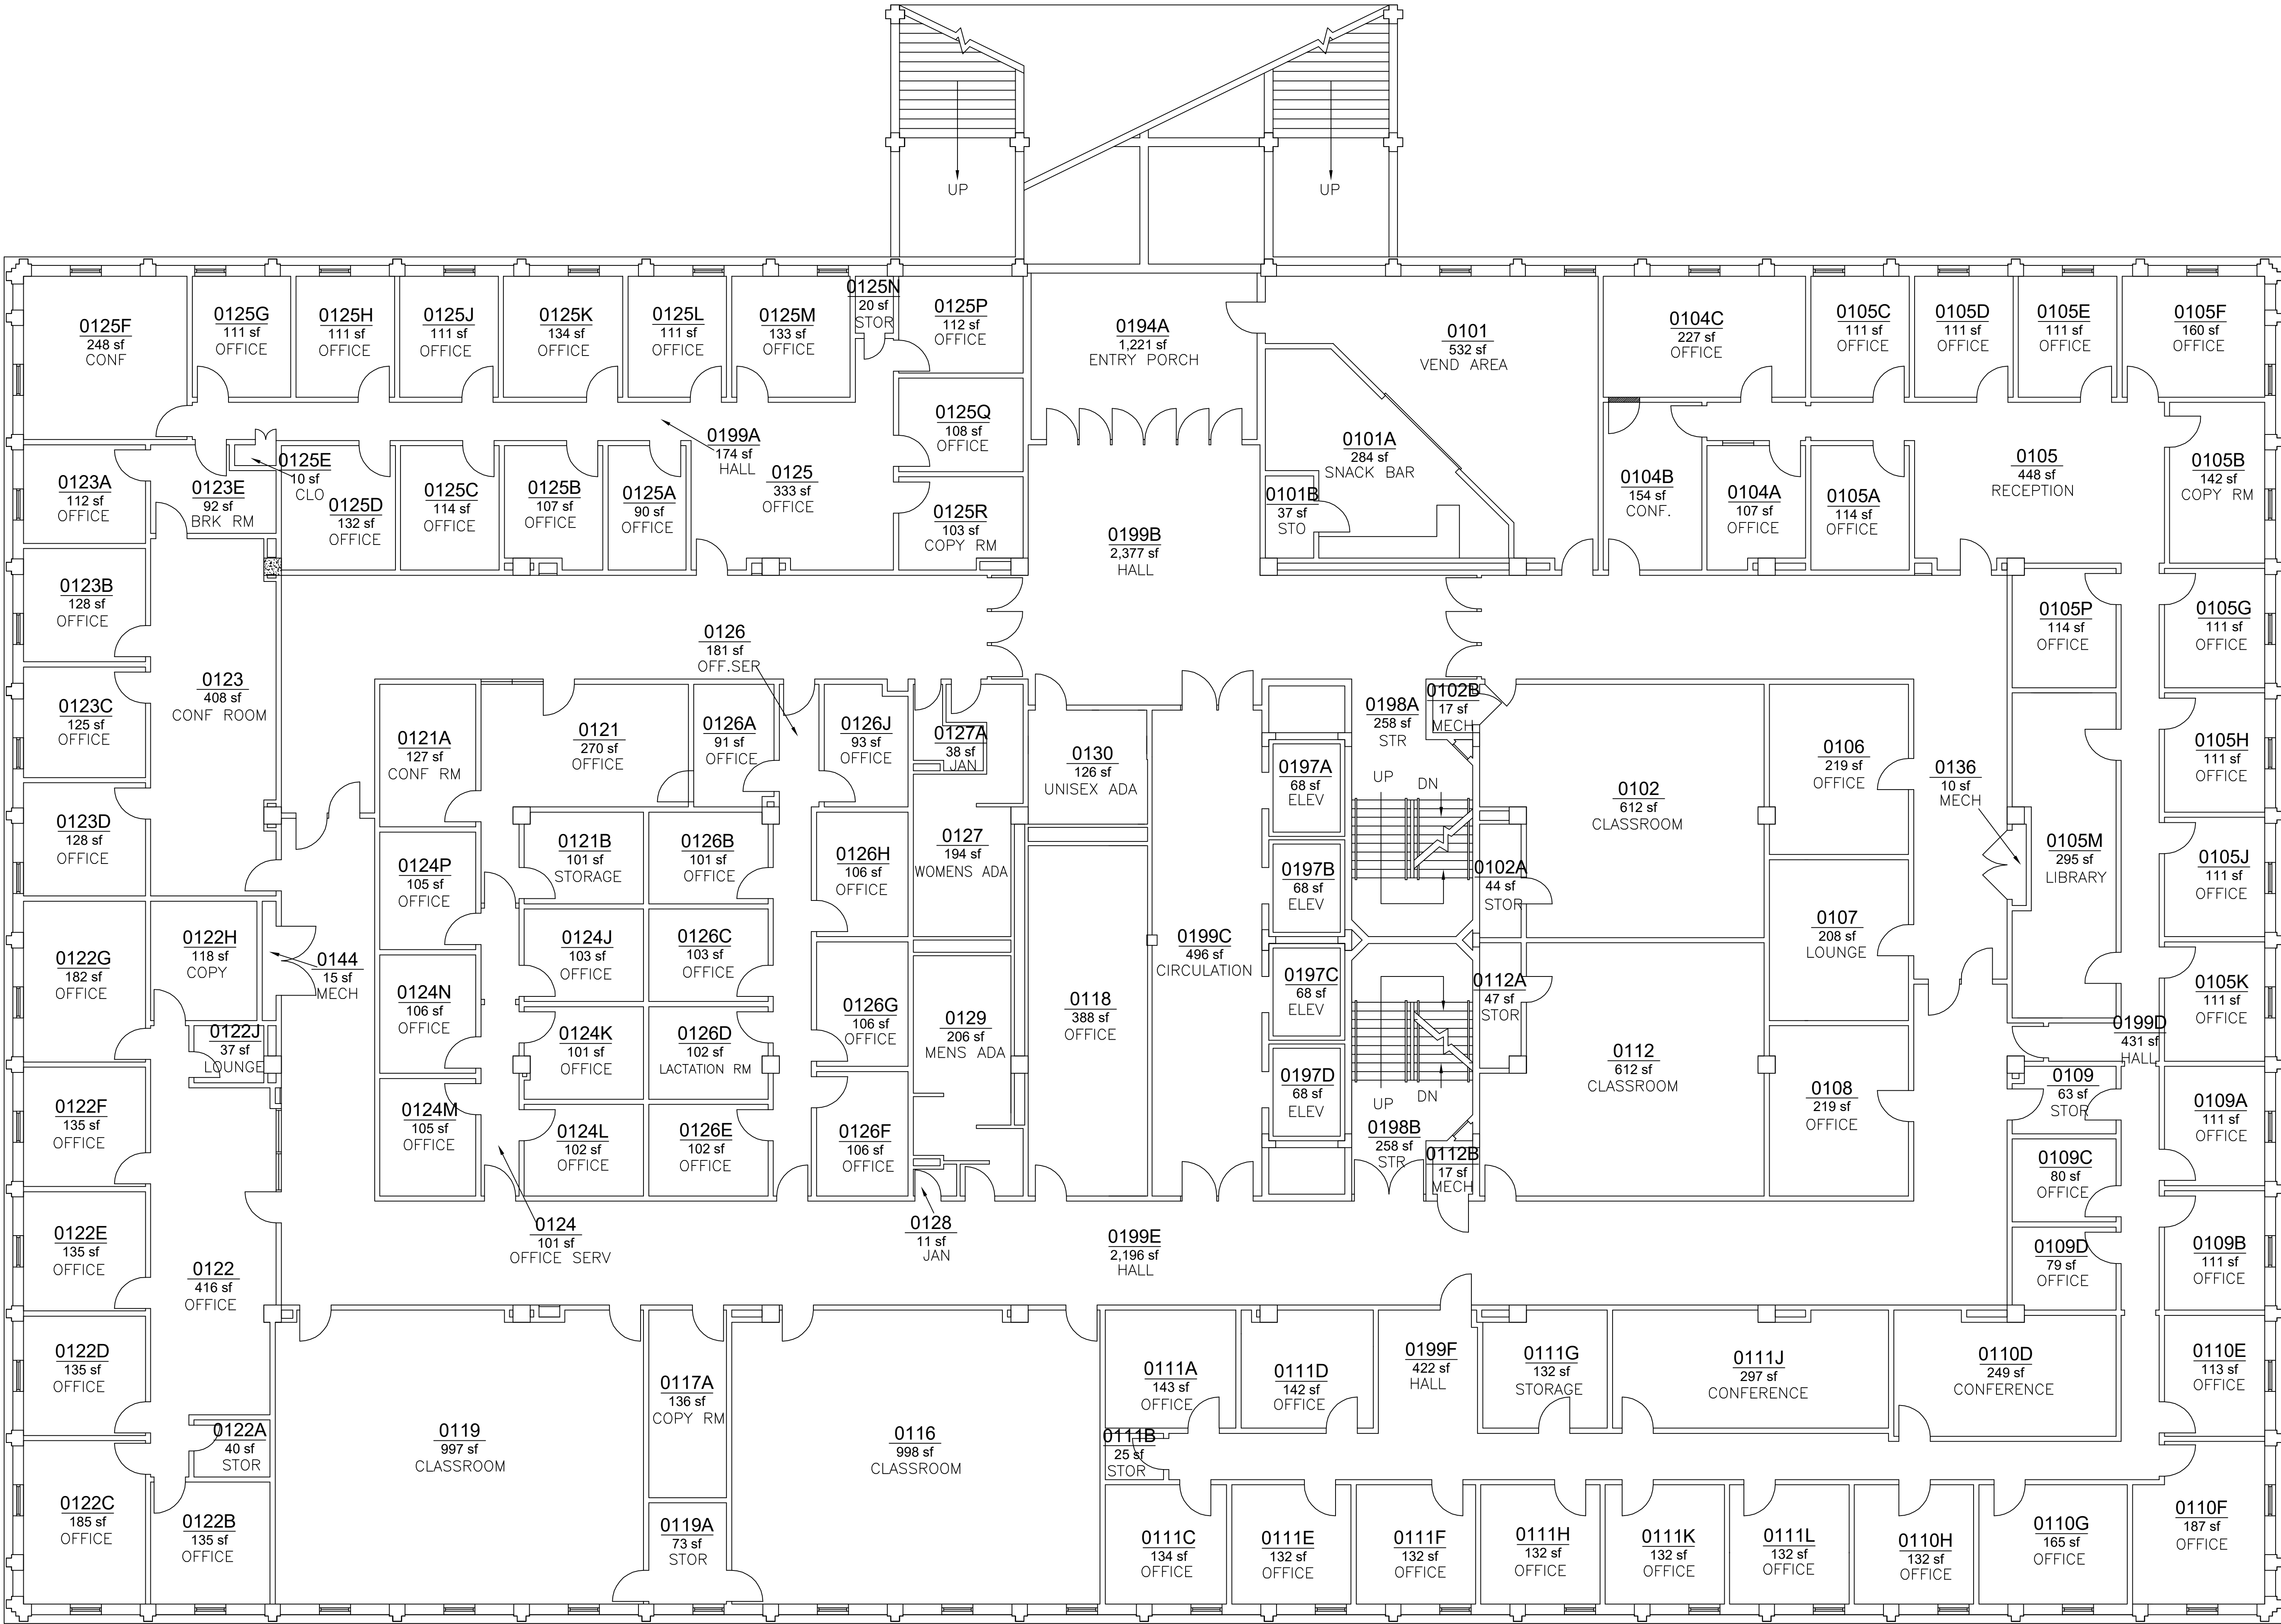 UP
UP
0125F
248 sf
CONF
0125G
111 sf
OFFICE
0125H
111 sf
OFFICE
0125J
111 sf
OFFICE
0125K
134 sf
OFFICE
0125L
111 sf
OFFICE
0125M
133 sf
OFFICE
0125N
20 sf
STOR
0125P
112 sf
OFFICE
0194A
1,221 sf
ENTRY PORCH
0101
532 sf
VEND AREA
0104C
227 sf
OFFICE
0105C
111 sf
OFFICE
0105D
111 sf
OFFICE
0105E
111 sf
OFFICE
0105F
160 sf
OFFICE
0123A
112 sf
OFFICE
0123E
92 sf
BRK RM
0125E
10 sf
CLO
0125D
132 sf
OFFICE
0125C
114 sf
OFFICE
0125B
107 sf
OFFICE
0125A
90 sf
OFFICE
0199A
174 sf
HALL
0125
333 sf
OFFICE
0125Q
108 sf
OFFICE
0125R
103 sf
COPY RM
0199B
2,377 sf
HALL
0101A
284 sf
SNACK BAR
0101B
37 sf
STO
0104B
154 sf
CONF.
0104A
107 sf
OFFICE
0105A
114 sf
OFFICE
0105
448 sf
RECEPTION
0105B
142 sf
COPY RM
0123B
128 sf
OFFICE
0123
408 sf
CONF ROOM
0123C
125 sf
OFFICE
0123D
128 sf
OFFICE
0126
181 sf
OFF.SER
0121A
127 sf
CONF RM
0121
270 sf
OFFICE
0126A
91 sf
OFFICE
0126J
93 sf
OFFICE
0127A
38 sf
JAN
0130
126 sf
UNISEX ADA
0197A
68 sf
ELEV
0198A
258 sf
STR
UP
DN
0102B
17 sf
MECH
0102
612 sf
CLASSROOM
0106
219 sf
OFFICE
0136
10 sf
MECH
0105P
114 sf
OFFICE
0105G
111 sf
OFFICE
0105H
111 sf
OFFICE
0124P
105 sf
OFFICE
0121B
101 sf
STORAGE
0126B
101 sf
OFFICE
0126H
106 sf
OFFICE
0127
194 sf
WOMENS ADA
0197B
68 sf
ELEV
0102A
44 sf
STOR
0107
208 sf
LOUNGE
0105M
295 sf
LIBRARY
0105J
111 sf
OFFICE
0122G
182 sf
OFFICE
0122H
118 sf
COPY
0144
15 sf
MECH
0124N
106 sf
OFFICE
0124J
103 sf
OFFICE
0126C
103 sf
OFFICE
0126G
106 sf
OFFICE
0129
206 sf
MENS ADA
0118
388 sf
OFFICE
0199C
496 sf
CIRCULATION
0197C
68 sf
ELEV
0112A
47 sf
STOR
0112
612 sf
CLASSROOM
0105K
111 sf
OFFICE
0199D
431 sf
HALL
0122J
37 sf
LOUNGE
0122F
135 sf
OFFICE
0124M
105 sf
OFFICE
0124K
101 sf
OFFICE
0126D
102 sf
LACTATION RM
0124L
102 sf
OFFICE
0126E
102 sf
OFFICE
0126F
106 sf
OFFICE
0197D
68 sf
ELEV
UP
DN
0198B
258 sf
STR
0112B
17 sf
MECH
0108
219 sf
OFFICE
0109
63 sf
STOR
0109A
111 sf
OFFICE
0109C
80 sf
OFFICE
0122E
135 sf
OFFICE
0122
416 sf
OFFICE
0124
101 sf
OFFICE SERV
0128
11 sf
JAN
0199E
2,196 sf
HALL
0109D
79 sf
OFFICE
0109B
111 sf
OFFICE
0122D
135 sf
OFFICE
0122A
40 sf
STOR
0122C
185 sf
OFFICE
0122B
135 sf
OFFICE
0119
997 sf
CLASSROOM
0117A
136 sf
COPY RM
0119A
73 sf
STOR
0116
998 sf
CLASSROOM
0111A
143 sf
OFFICE
0111B
25 sf
STOR
0111D
142 sf
OFFICE
0199F
422 sf
HALL
0111G
132 sf
STORAGE
0111J
297 sf
CONFERENCE
0110D
249 sf
CONFERENCE
0110E
113 sf
OFFICE
0111C
134 sf
OFFICE
0111E
132 sf
OFFICE
0111F
132 sf
OFFICE
0111H
132 sf
OFFICE
0111K
132 sf
OFFICE
0111L
132 sf
OFFICE
0110H
132 sf
OFFICE
0110G
165 sf
OFFICE
0110F
187 sf
OFFICE